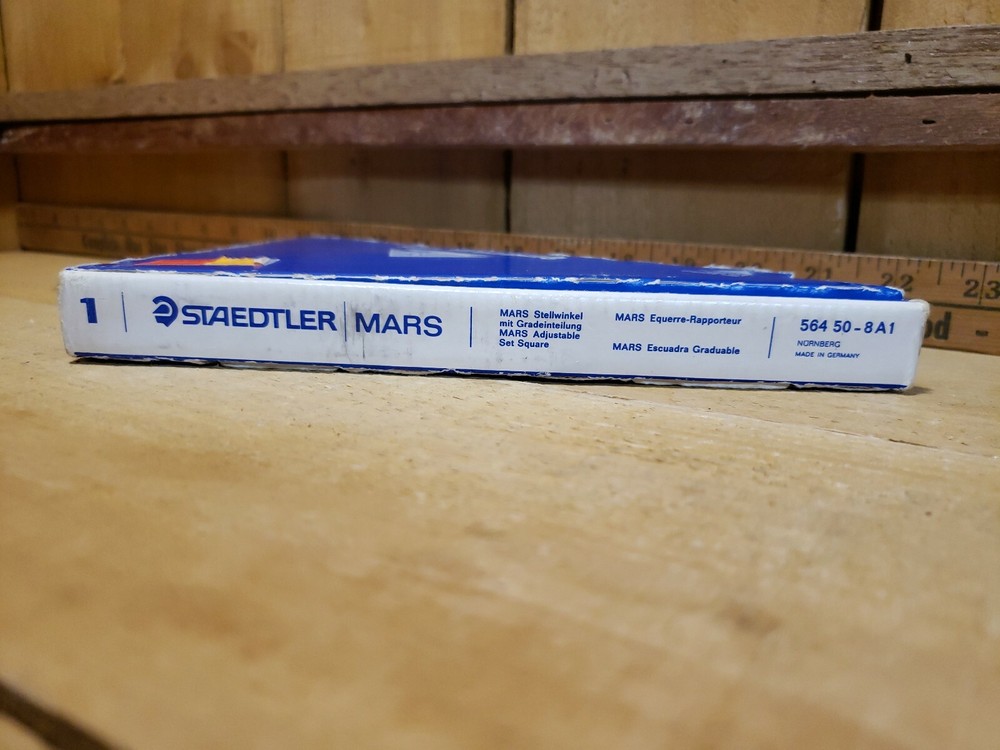 1
STAEDTLER MARS
MARS Stellwinkel
mit Gradeinteilung
MARS Adjustable
Set Square
MARS Equerre-Rapporteur
MARS Escuadra Graduable
564 50-8A1
NÜRNBERG
MADE IN GERMANY
21
22
23